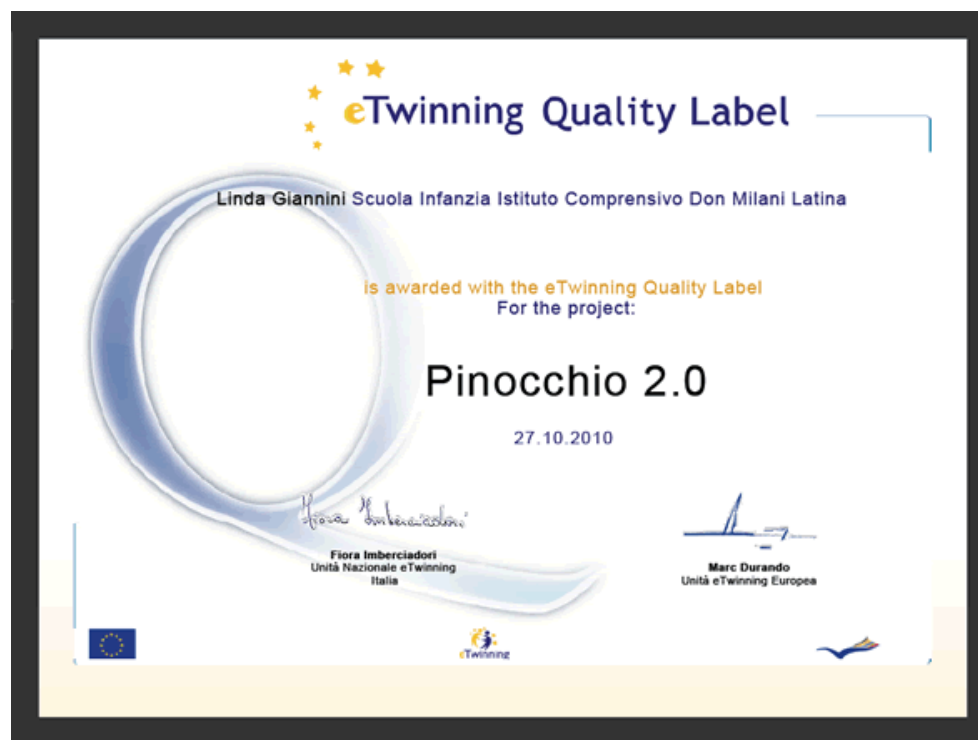 eTwinning Quality Label
Linda Giannini Scuola Infanzia Istituto Comprensivo Don Milani Latina
is awarded with the eTwinning Quality Label
For the project:
Pinocchio 2.0
27.10.2010
Fiora Imberciadori
Fiora Imberciadori
Unità Nazionale eTwinning
Italia
Marc Durando
Unità eTwinning Europea
eTwinning